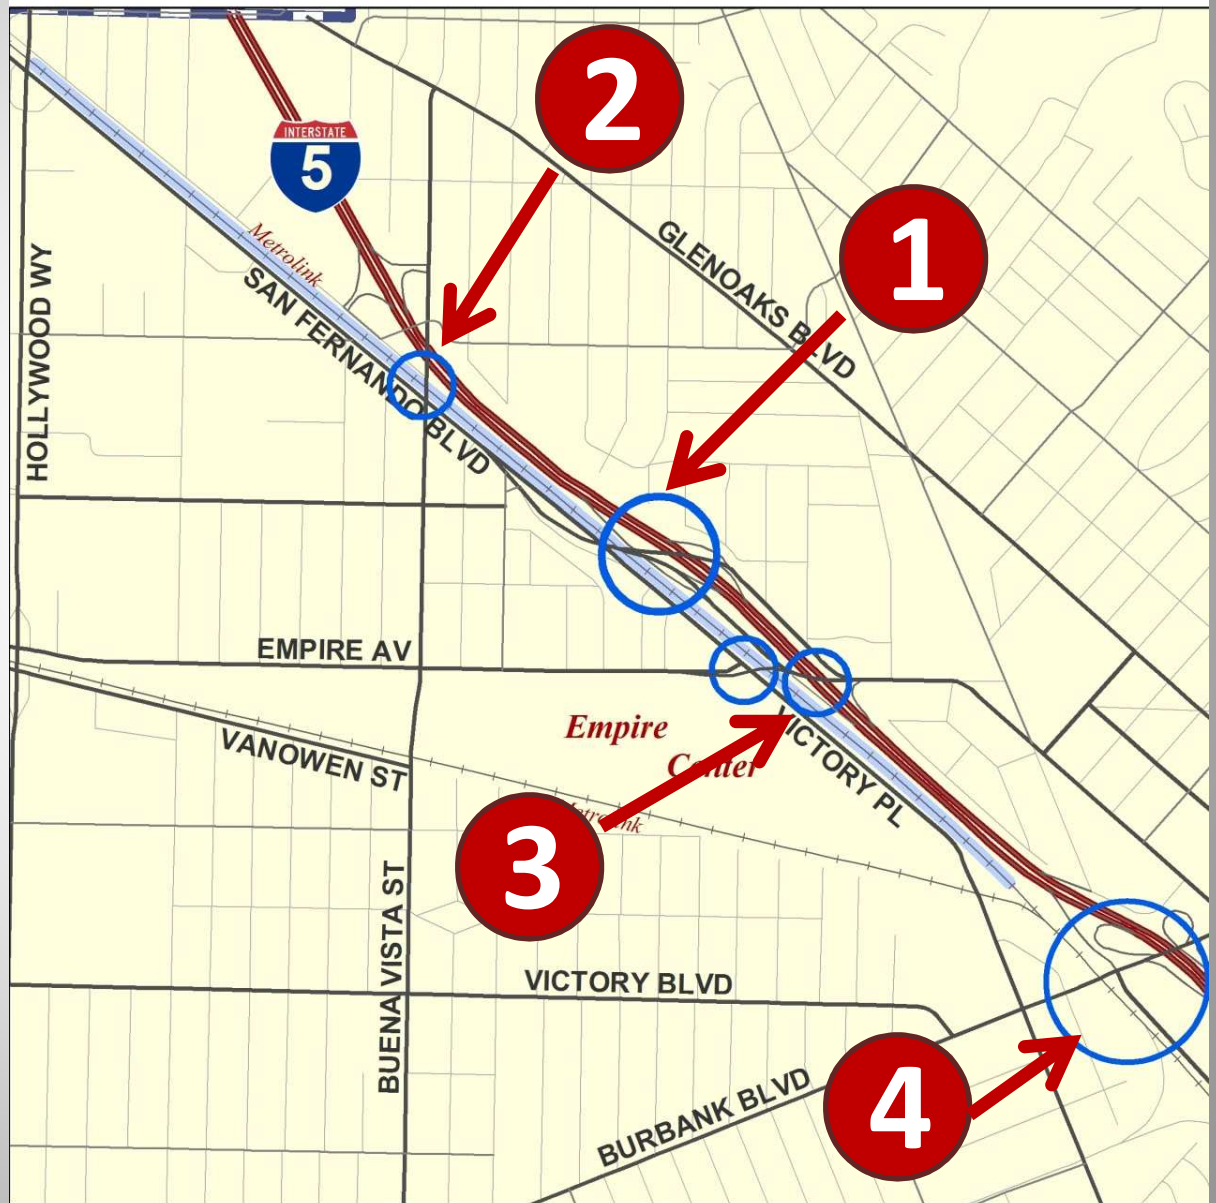 2
INTERSTATE
5
1
GLENOAKS BLVD
Metrolink
HOLLYWOOD WY
SAN FERNANDO BLVD
EMPIRE AV
Empire
Center
VICTORY PL
VANOWEN ST
Metrolink
3
BUENA VISTA ST
VICTORY BLVD
4
BURBANK BLVD